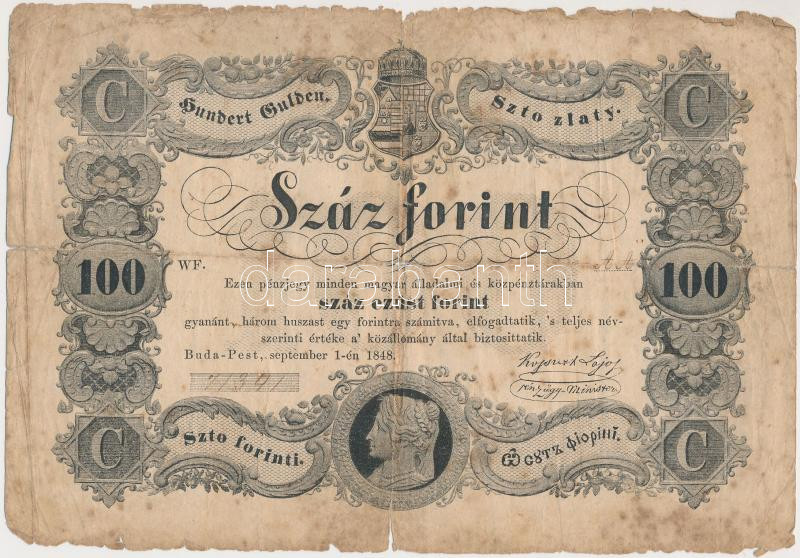 C C
Hundert Gulden. Szto zlaty.
Száz forint
100 100
WF.
Ezen pénzjegy minden magyar álladalmi és középpénztárakban
száz ezüst forint
gyanánt, három huszast egy forintra számitva, elfogadtatik, 's teljes név-
szerinti értéke a' közállomány által biztosittatik.
Buda-Pest, september 1-én 1848.
Kossuth Lajos
pénzügy-Minister
Szto forinti.
C C
darabanth.com